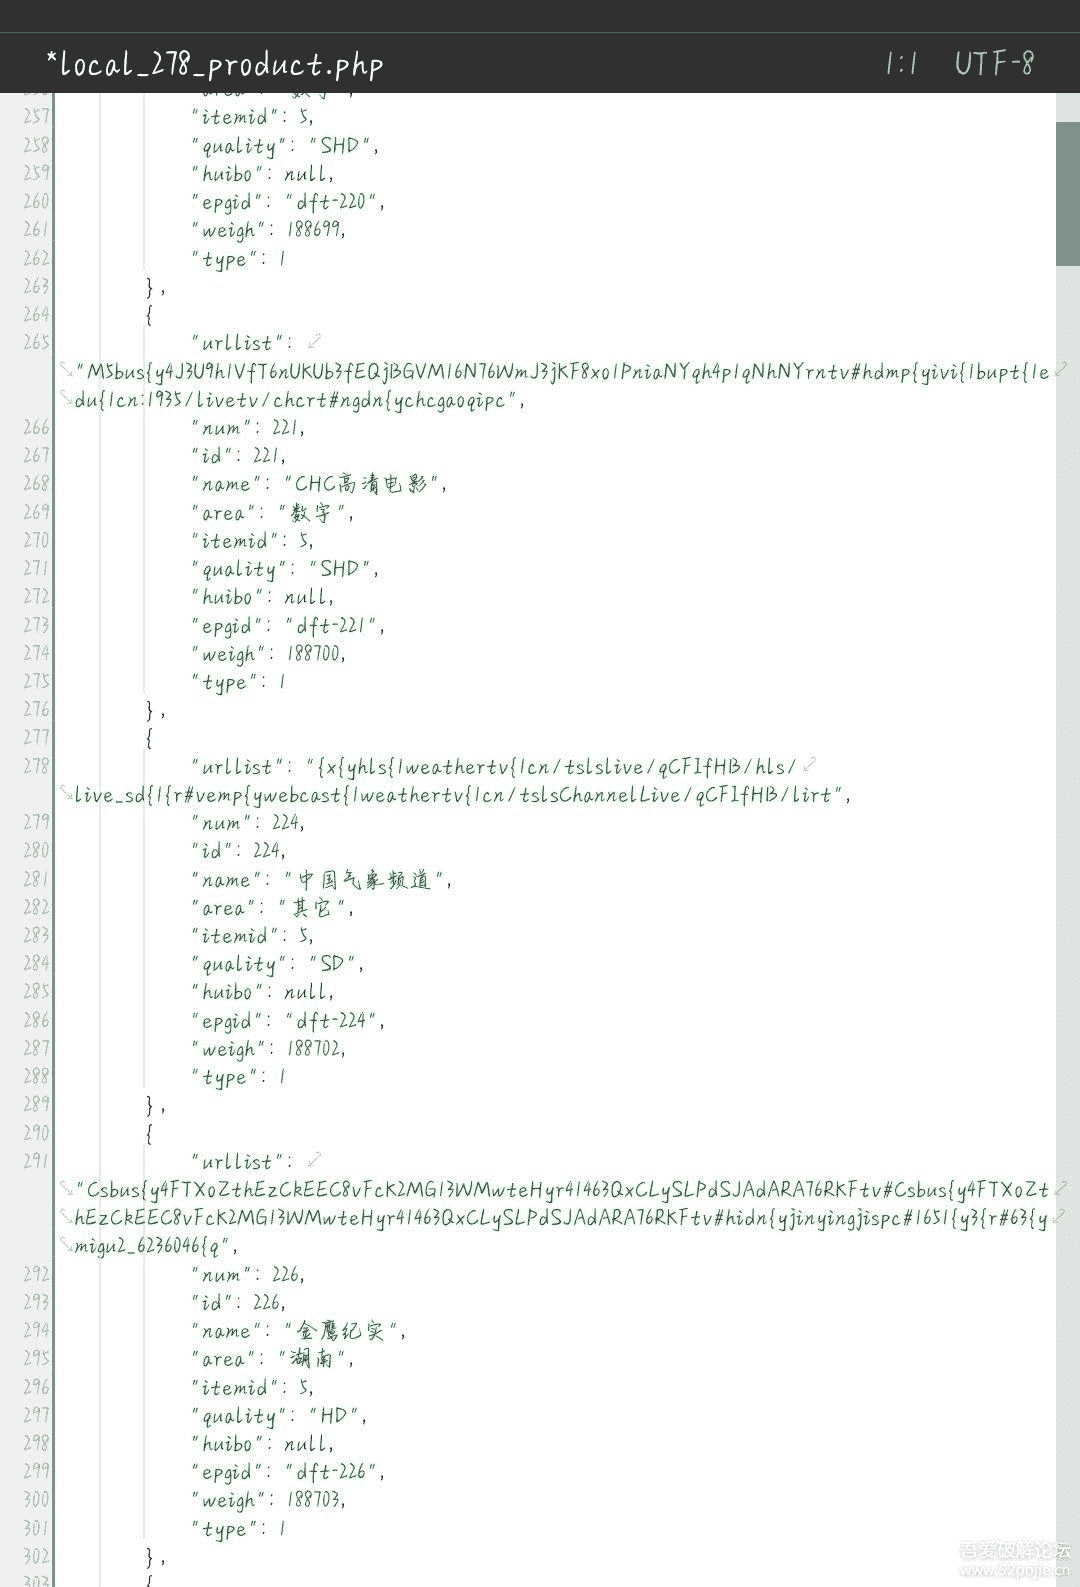 *local_278_product.php 1:1 UTF-8
257 "itemid": 5,
258 "quality": "SHD",
259 "huibo": null,
260 "epgid": "dft-220",
261 "weigh": 188699,
262 "type": 1
263 },
264 {
265 "urllist":
"M5bus{y4J3U9h1VfT6nUKUb3fEQjBGVM16N76WmJ3jKF8xo1PniaNYqh4p1qNhNYrntv#hdmp{yivi{1bupt{1e
du{1cn:1935/livetv/chcrt#ngdn{ychcgaoqipc",
266 "num": 221,
267 "id": 221,
268 "name": "CHC高清电影",
269 "area": "数字",
270 "itemid": 5,
271 "quality": "SHD",
272 "huibo": null,
273 "epgid": "dft-221",
274 "weigh": 188700,
275 "type": 1
276 },
277 {
278 "urllist": "{x{yhls{1weathertv{1cn/tslslive/qCFIfHB/hls/
live_sd{1{r#vemp{ywebcast{1weathertv{1cn/tslsChannelLive/qCFIfHB/lirt",
279 "num": 224,
280 "id": 224,
281 "name": "中国气象频道",
282 "area": "其它",
283 "itemid": 5,
284 "quality": "SD",
285 "huibo": null,
286 "epgid": "dft-224",
287 "weigh": 188702,
288 "type": 1
289 },
290 {
291 "urllist":
"Csbus{y4FTXoZthEzCkEEC8vFcK2MG13WMwteHyr41463QxCLySLPdSJAdARA76RKFtv#Csbus{y4FTXoZt
hEzCkEEC8vFcK2MG13WMwteHyr41463QxCLySLPdSJAdARA76RKFtv#hidn{yjinyingjispc#1651{y3{r#63{y
migu2_6236046{q",
292 "num": 226,
293 "id": 226,
294 "name": "金鹰纪实",
295 "area": "湖南",
296 "itemid": 5,
297 "quality": "HD",
298 "huibo": null,
299 "epgid": "dft-226",
300 "weigh": 188703,
301 "type": 1
302 },
303 {
吾爱破解论坛
www.52pojie.cn